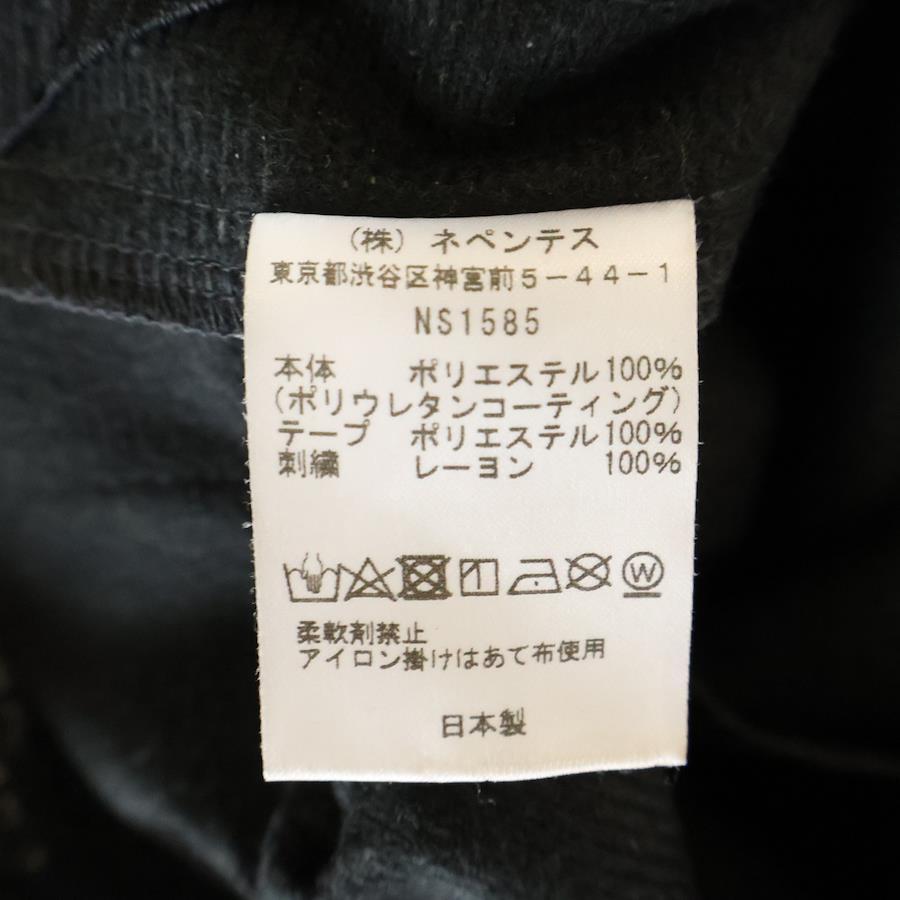 （株）ネペンテス
東京都渋谷区神宮前５−４４−１
NS1585
本体 ポリエステル100%
(ポリウレタンコーティング)
テープ ポリエステル100%
刺繍 レーヨン 100%
W
柔軟剤禁止
アイロン掛けはあて布使用
日本製